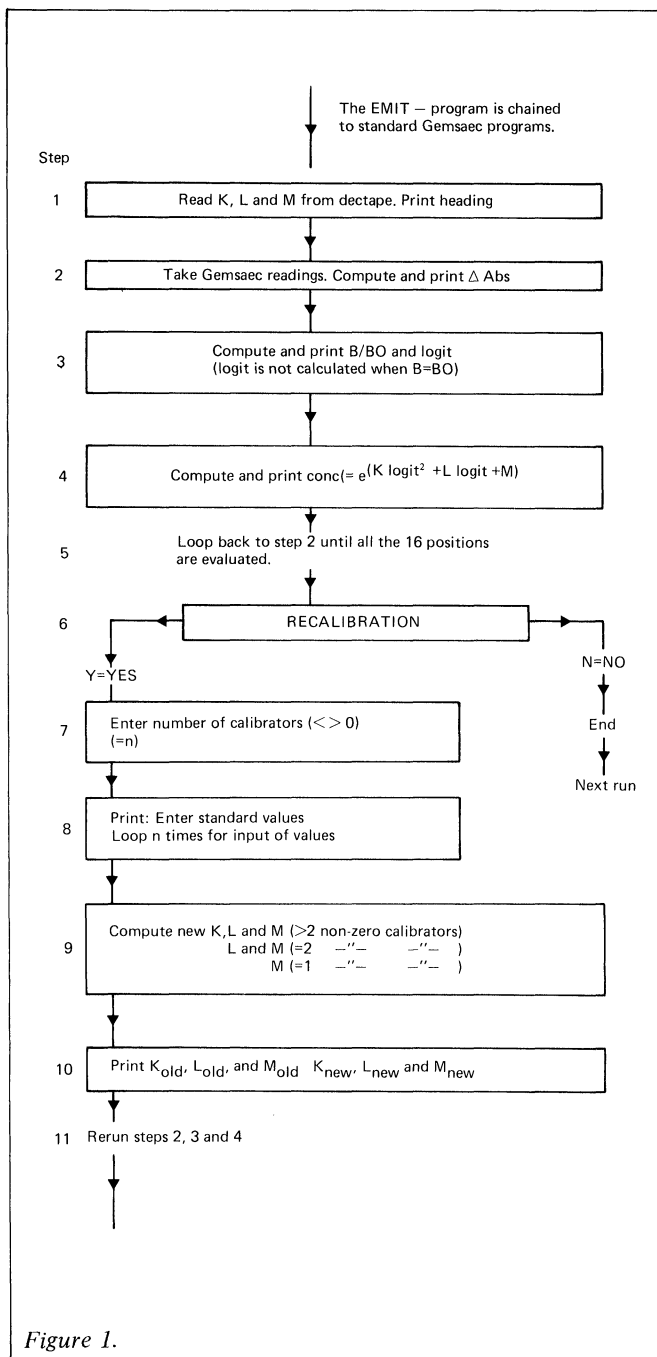 The EMIT – program is chained
to standard Gemsaec programs.
Step
1 Read K, L and M from dectape. Print heading
2 Take Gemsaec readings. Compute and print Δ Abs
3 Compute and print B/BO and logit
(logit is not calculated when B=BO)
4 Compute and print conc(= e(K logit² +L logit +M)
5 Loop back to step 2 until all the 16 positions
are evaluated.
6 RECALIBRATION
Y=YES
N=NO
7 Enter number of calibrators (<> 0)
(=n)
End
Next run
8 Print: Enter standard values
Loop n times for input of values
9 Compute new K,L and M (>2 non-zero calibrators)
L and M (=2 –"– –"– )
M (=1 –"– –"– )
10 Print Kold, Lold, and Mold Knew, Lnew and Mnew
11 Rerun steps 2, 3 and 4
Figure 1.